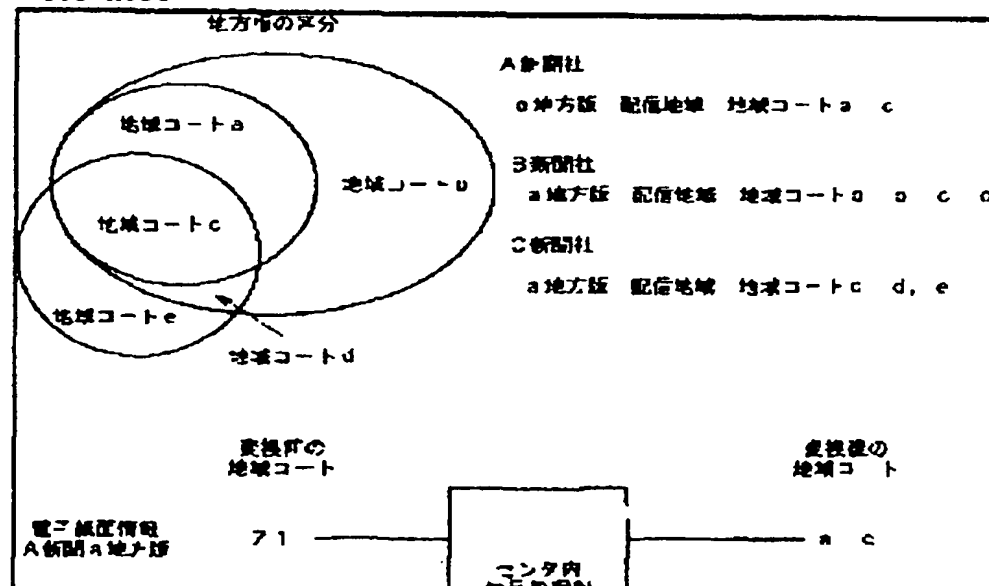 地方版の区分
地域コードa
地域コードb
地域コードc
地域コードe
地域コードd
A新聞社
a地方版 配信地域 地域コードa c
B新聞社
a地方版 配信地域 地域コードa b c d
C新聞社
a地方版 配信地域 地域コードc d, e
変換前の
地域コード
変換後の
地域コード
電子紙面情報
A新聞a地方版
71
a c
センタ内